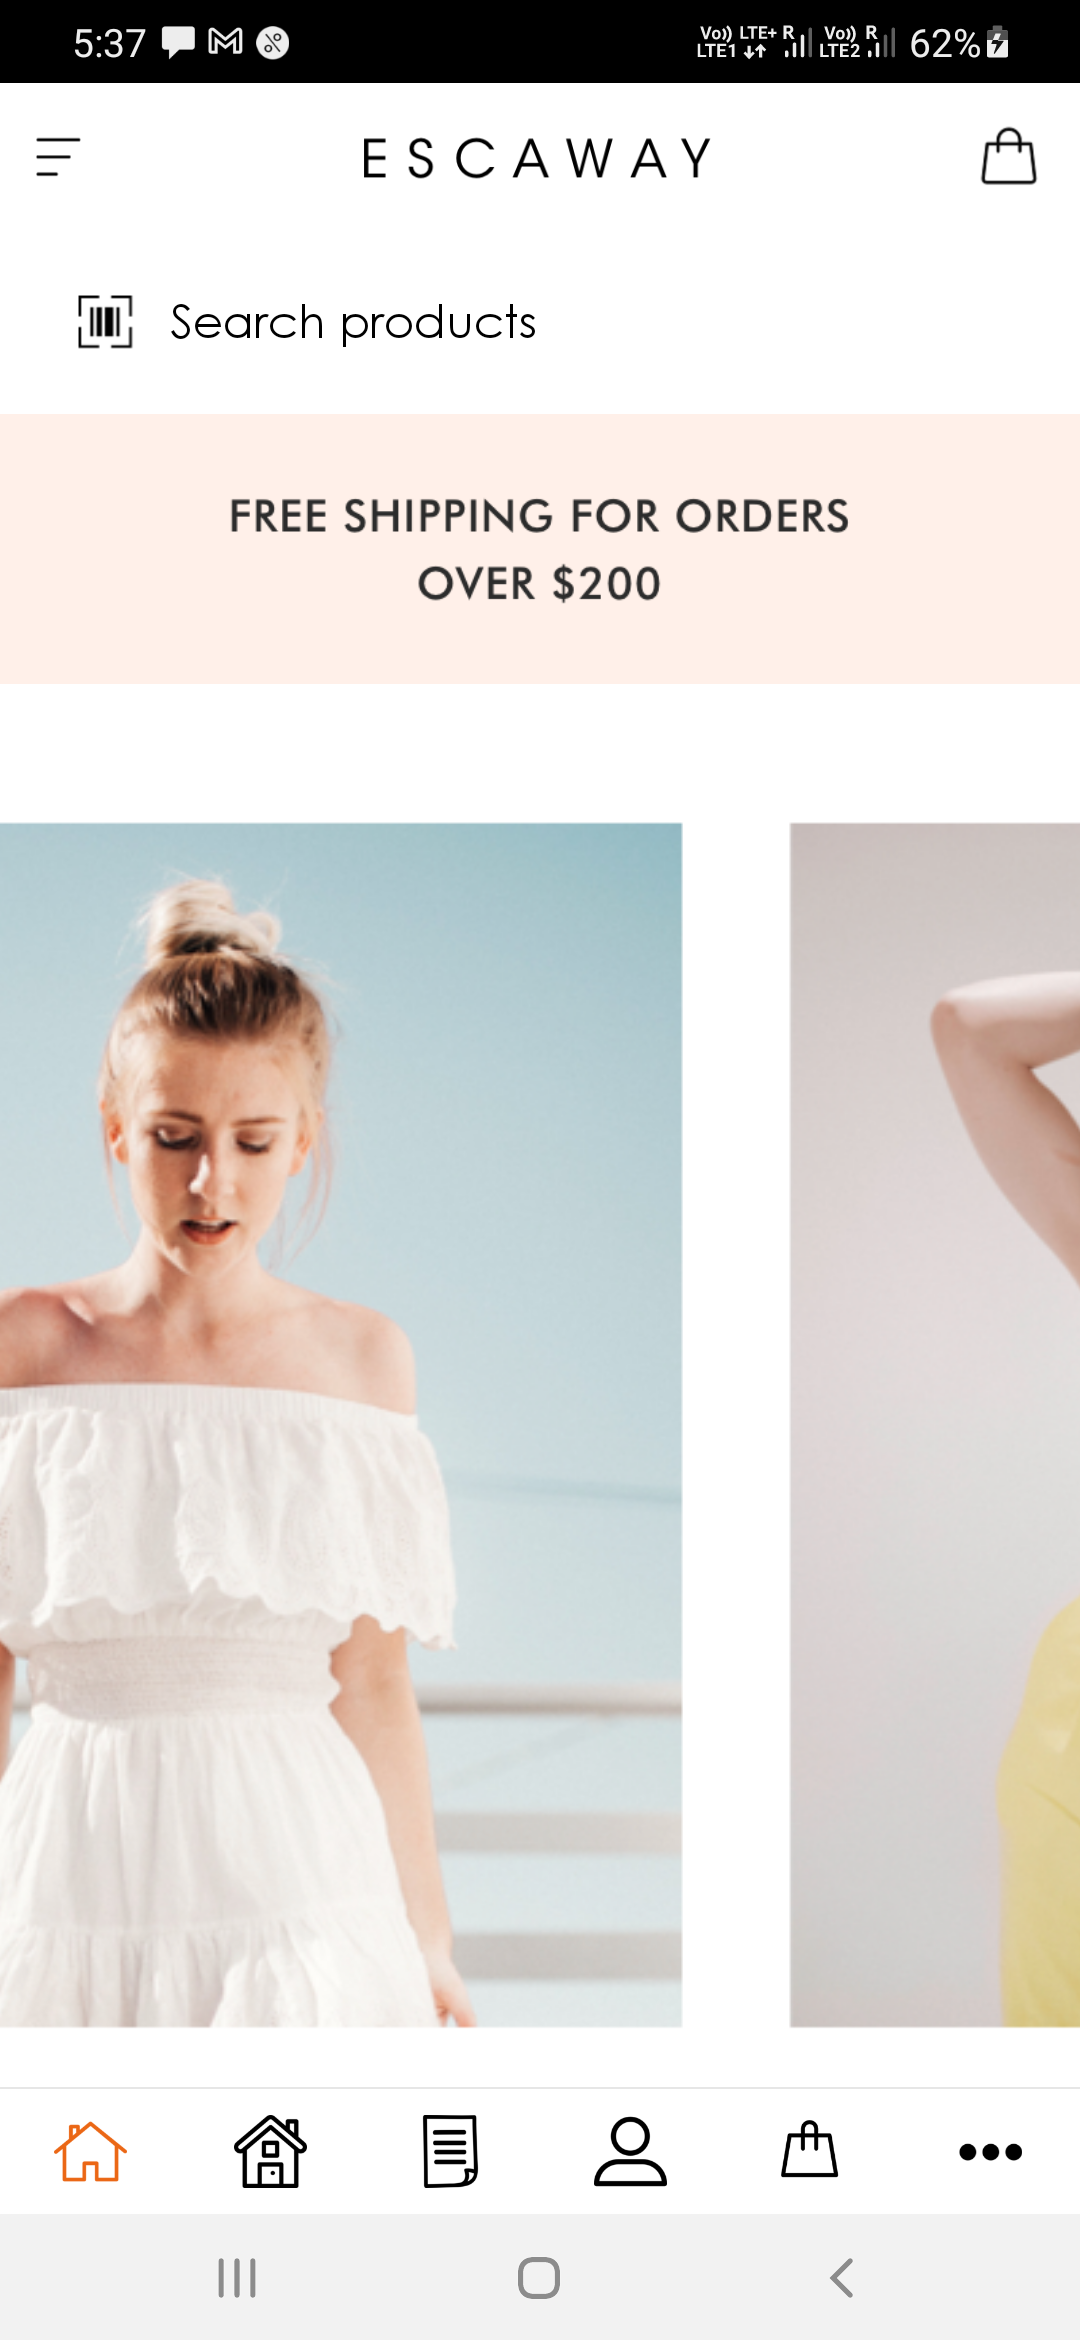 5:37
Vo)) LTE+ R Vo)) R
LTE1 LTE2 62%
ESCAWAY
Search products
FREE SHIPPING FOR ORDERS
OVER $200